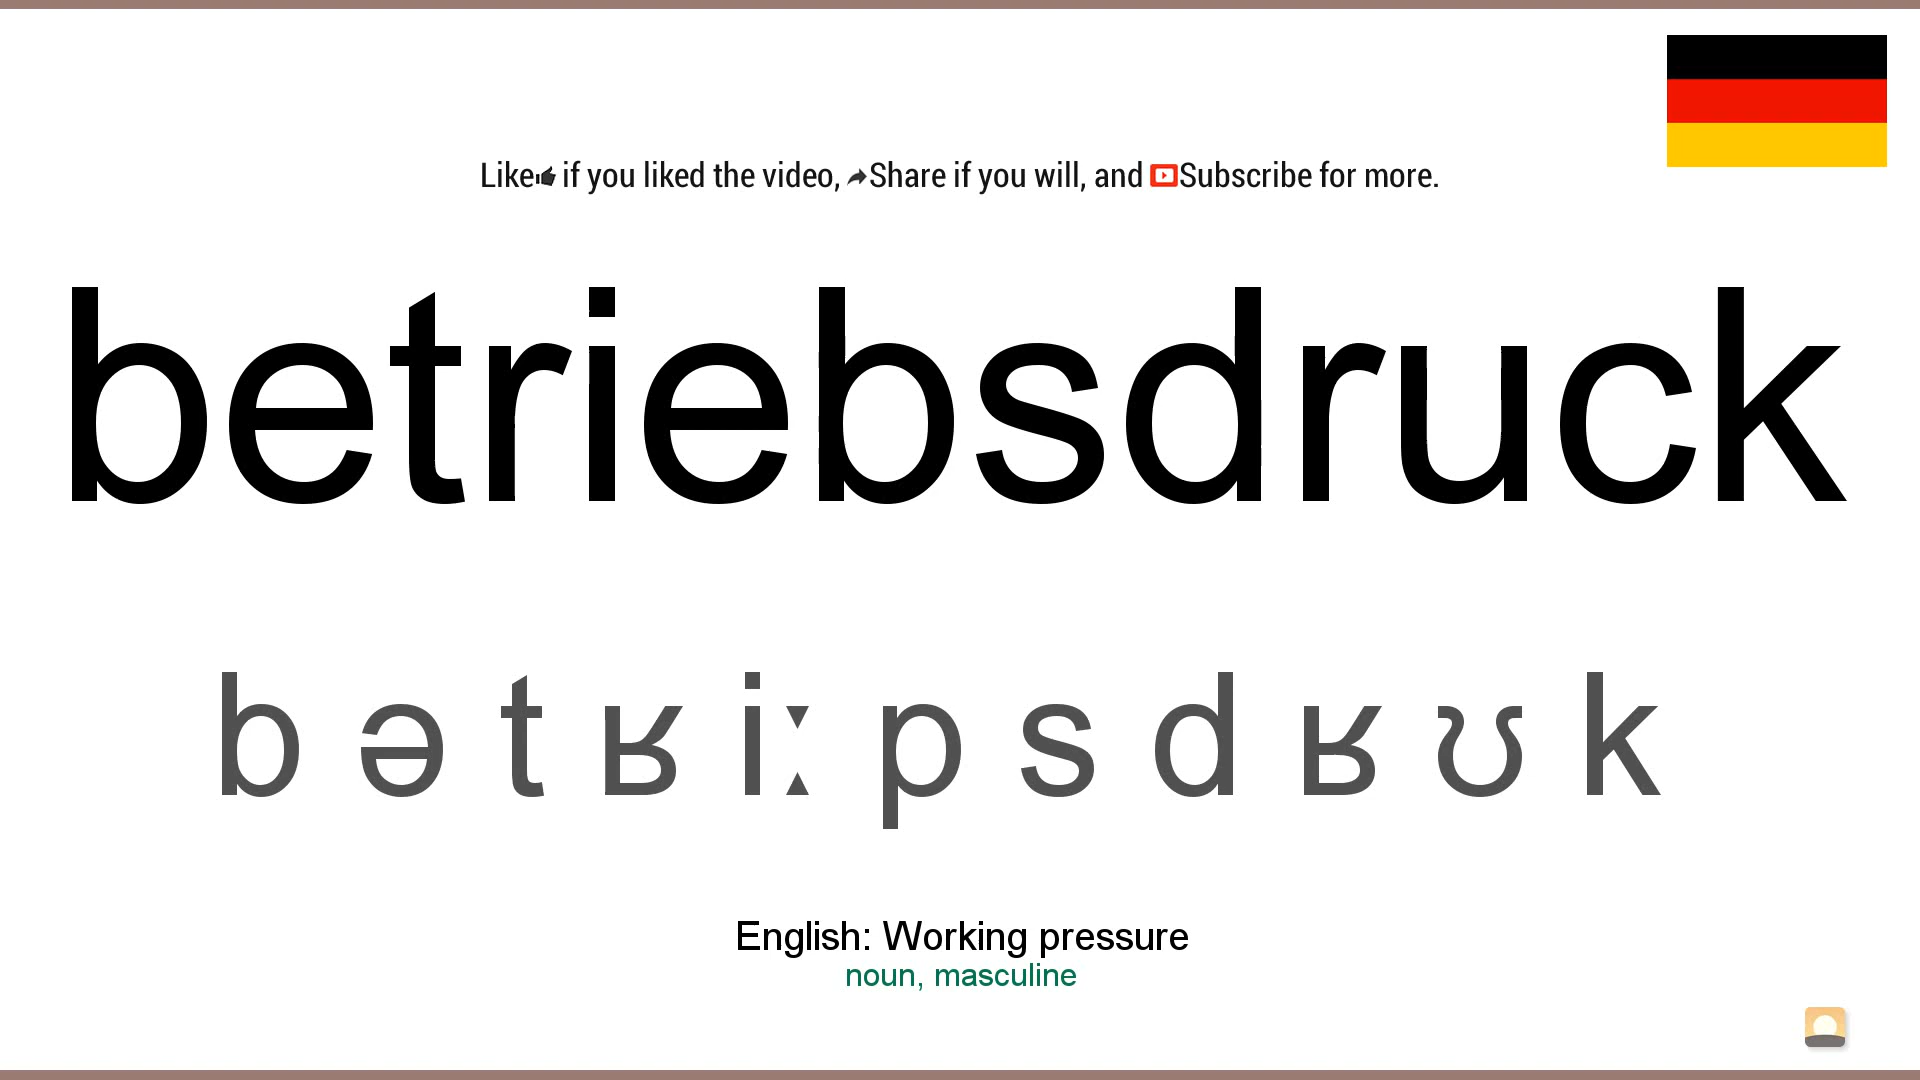 Like if you liked the video, Share if you will, and Subscribe for more.
betriebsdruck
b ə t ʁ iː p s d ʁ ʊ k
English: Working pressure
noun, masculine